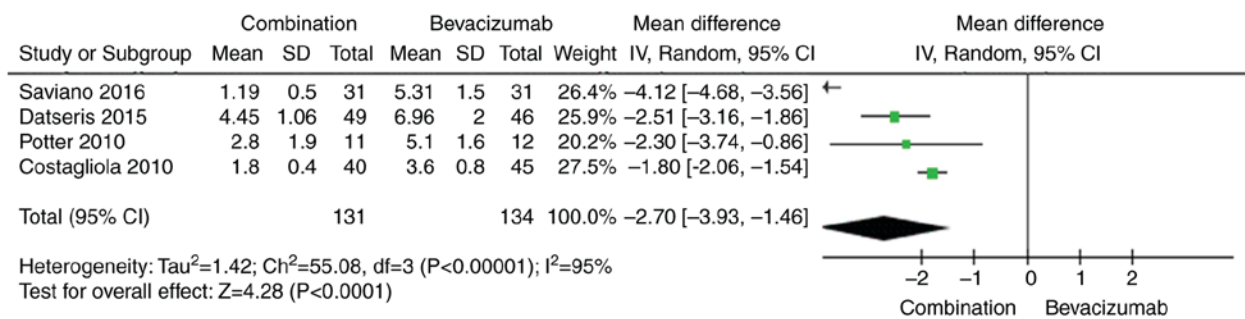 Combination Bevacizumab Mean difference Mean difference
Study or Subgroup Mean SD Total Mean SD Total Weight IV, Random, 95% CI IV, Random, 95% CI
Saviano 2016 1.19 0.5 31 5.31 1.5 31 26.4% −4.12 [−4.68, −3.56]
Datseris 2015 4.45 1.06 49 6.96 2 46 25.9% −2.51 [−3.16, −1.86]
Potter 2010 2.8 1.9 11 5.1 1.6 12 20.2% −2.30 [−3.74, −0.86]
Costagliola 2010 1.8 0.4 40 3.6 0.8 45 27.5% −1.80 [-2.06, −1.54]
Total (95% CI) 131 134 100.0% −2.70 [−3.93, −1.46]
Heterogeneity: Tau²=1.42; Ch²=55.08, df=3 (P<0.00001); I²=95%
Test for overall effect: Z=4.28 (P<0.0001)
−2 −1 0 1 2
Combination Bevacizumab